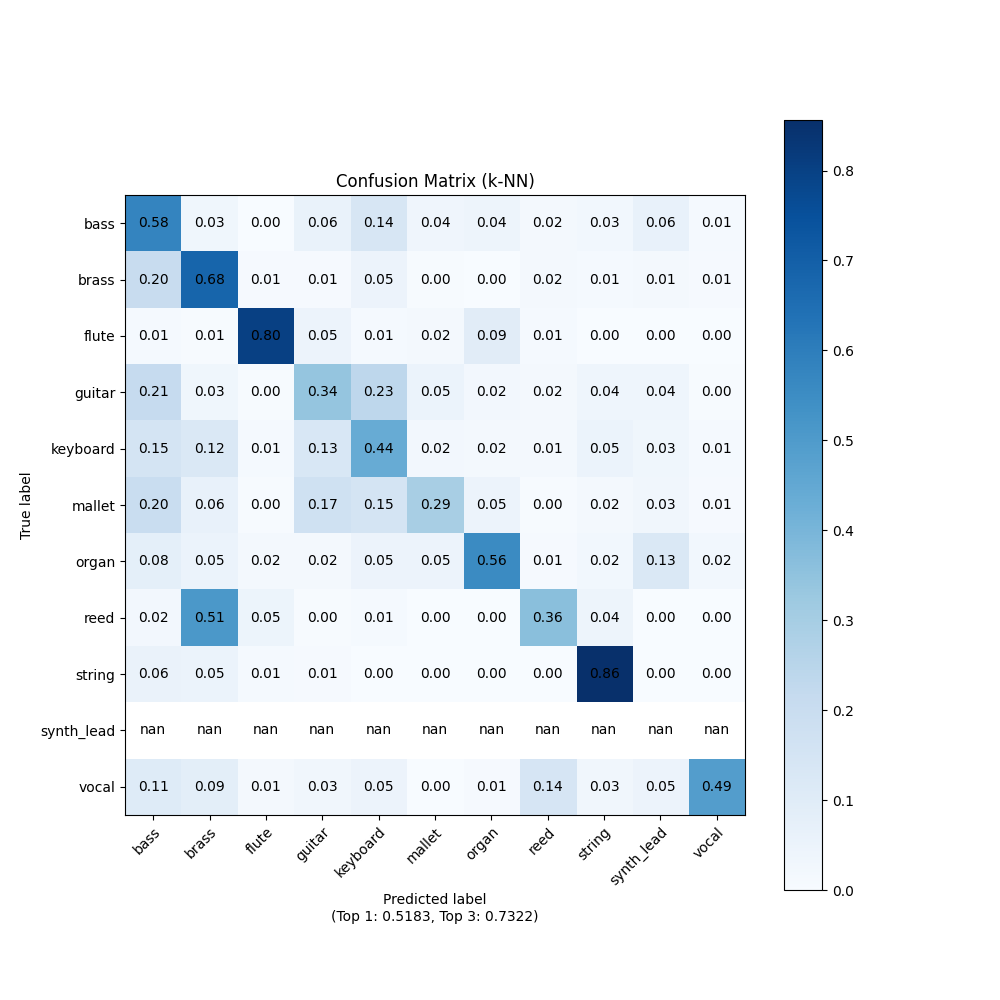 Confusion Matrix (k-NN)
True label
bass 0.58 0.03 0.00 0.06 0.14 0.04 0.04 0.02 0.03 0.06 0.01
brass 0.20 0.68 0.01 0.01 0.05 0.00 0.00 0.02 0.01 0.01 0.01
flute 0.01 0.01 0.80 0.05 0.01 0.02 0.09 0.01 0.00 0.00 0.00
guitar 0.21 0.03 0.00 0.34 0.23 0.05 0.02 0.02 0.04 0.04 0.00
keyboard 0.15 0.12 0.01 0.13 0.44 0.02 0.02 0.01 0.05 0.03 0.01
mallet 0.20 0.06 0.00 0.17 0.15 0.29 0.05 0.00 0.02 0.03 0.01
organ 0.08 0.05 0.02 0.02 0.05 0.05 0.56 0.01 0.02 0.13 0.02
reed 0.02 0.51 0.05 0.00 0.01 0.00 0.00 0.36 0.04 0.00 0.00
string 0.06 0.05 0.01 0.01 0.00 0.00 0.00 0.00 0.86 0.00 0.00
synth_lead nan nan nan nan nan nan nan nan nan nan nan
vocal 0.11 0.09 0.01 0.03 0.05 0.00 0.01 0.14 0.03 0.05 0.49
bass brass flute guitar keyboard mallet organ reed string synth_lead vocal
Predicted label
(Top 1: 0.5183, Top 3: 0.7322)
0.8
0.7
0.6
0.5
0.4
0.3
0.2
0.1
0.0